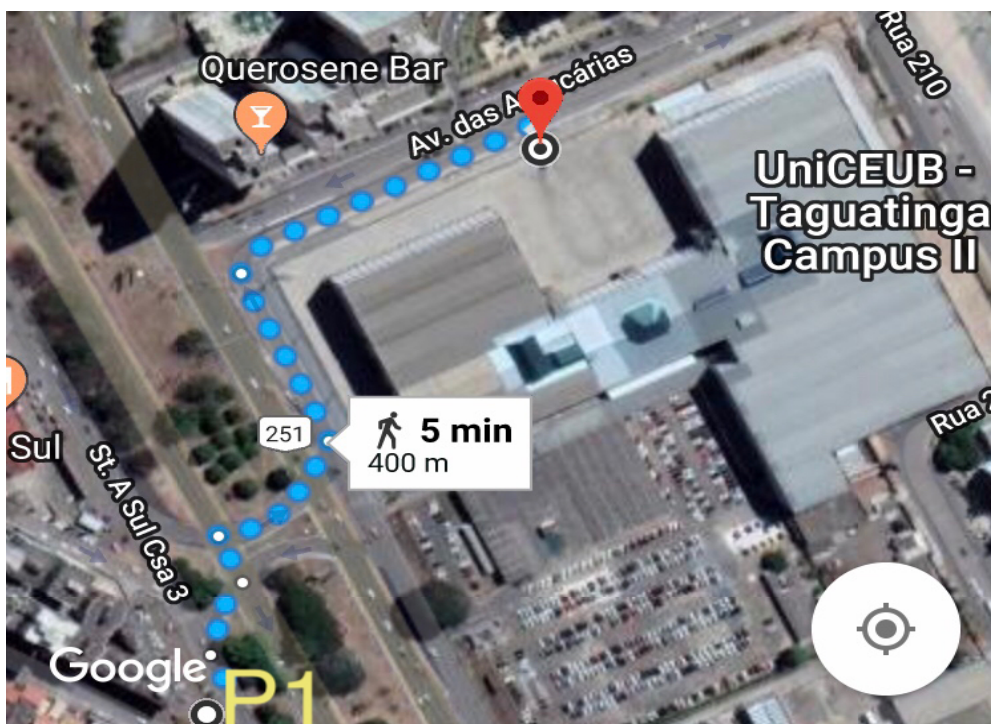 Querosene Bar
Av. das Araucárias
Rua 210
UniCEUB -
Taguatinga
Campus II
251
5 min
400 m
Sul
St. A Sul Csa 3
Rua 2
Google
P1